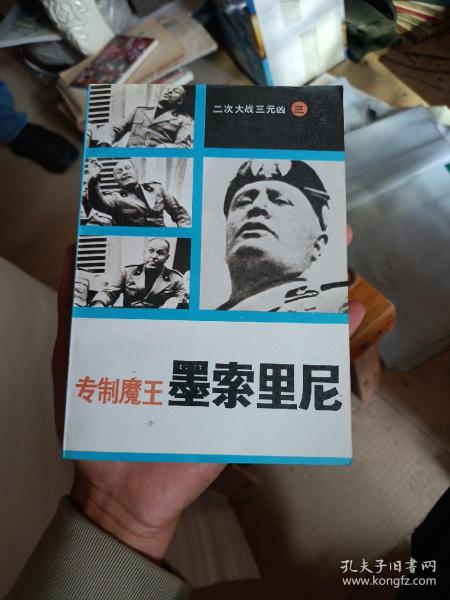 二次大战三元凶 三
专制魔王 墨索里尼
孔夫子旧书网
www.kongfz.com